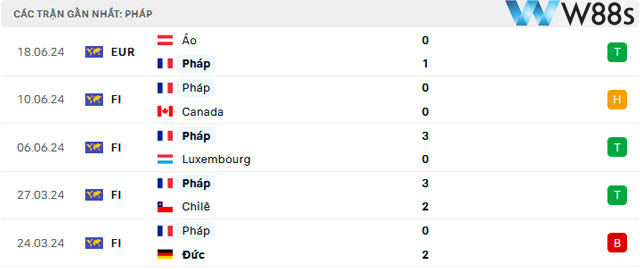 CÁC TRẬN GẦN NHẤT: PHÁP
W88s
18.06.24 EUR Áo 0
Pháp 1 T
10.06.24 FI Pháp 0
Canada 0 H
06.06.24 FI Pháp 3
Luxembourg 0 T
27.03.24 FI Pháp 3
Chilê 2 T
24.03.24 FI Pháp 0
Đức 2 B